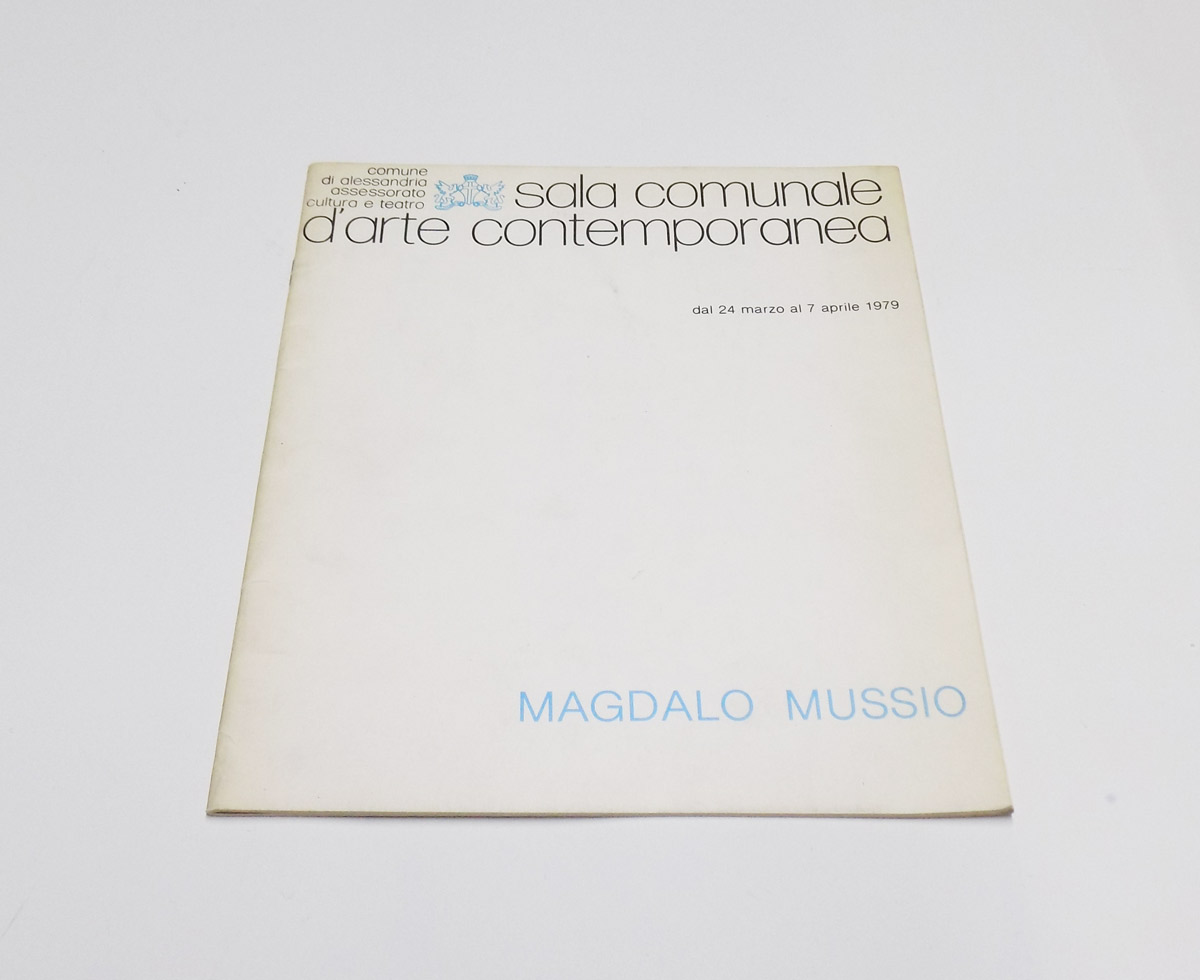 comune
di alessandria
assessorato
cultura e teatro
sala comunale
d'arte contemporanea
dal 24 marzo al 7 aprile 1979
MAGDALO MUSSIO